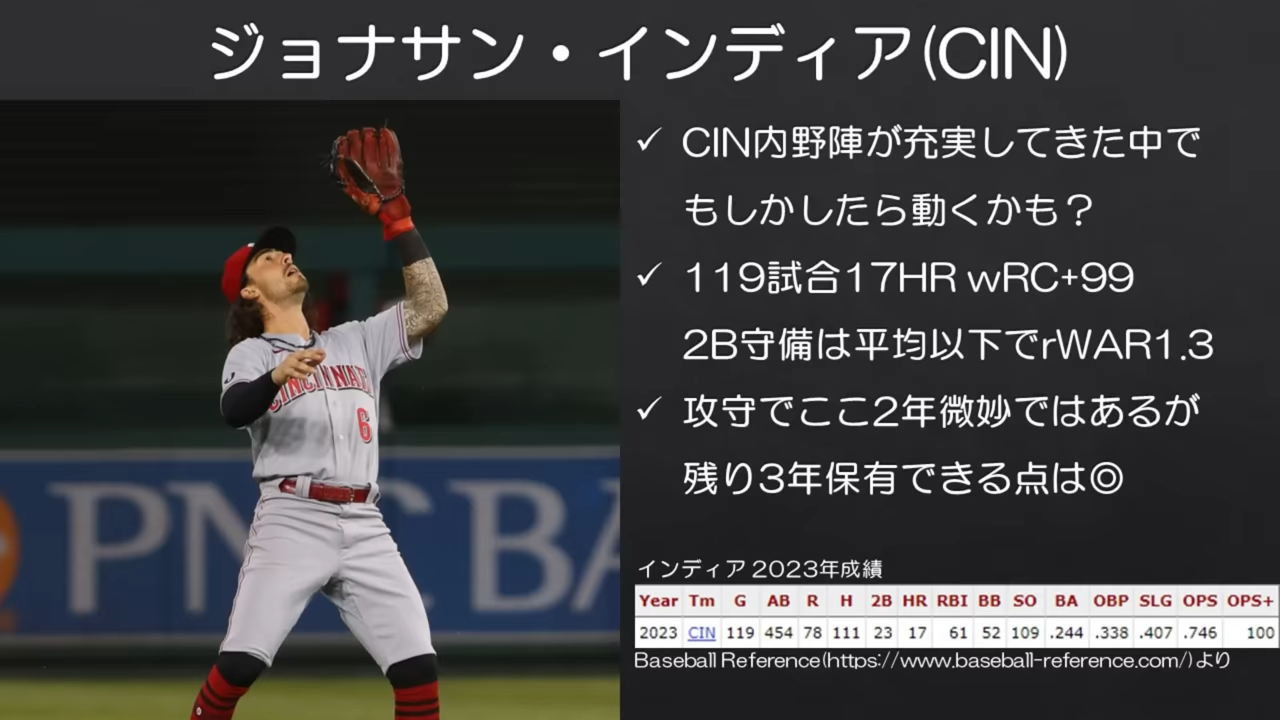 ジョナサン・インディア(CIN)
✓ CIN内野陣が充実してきた中で
もしかしたら動くかも？
✓ 119試合17HR wRC+99
2B守備は平均以下でrWAR1.3
✓ 攻守でここ2年微妙ではあるが
残り3年保有できる点は◎
CINCINNATI
6
PNC BA
インディア 2023年成績
Year Tm G AB R H 2B HR RBI BB SO BA OBP SLG OPS OPS+
2023 CIN 119 454 78 111 23 17 61 52 109 .244 .338 .407 .746 100
Baseball Reference(https://www.baseball-reference.com/)より